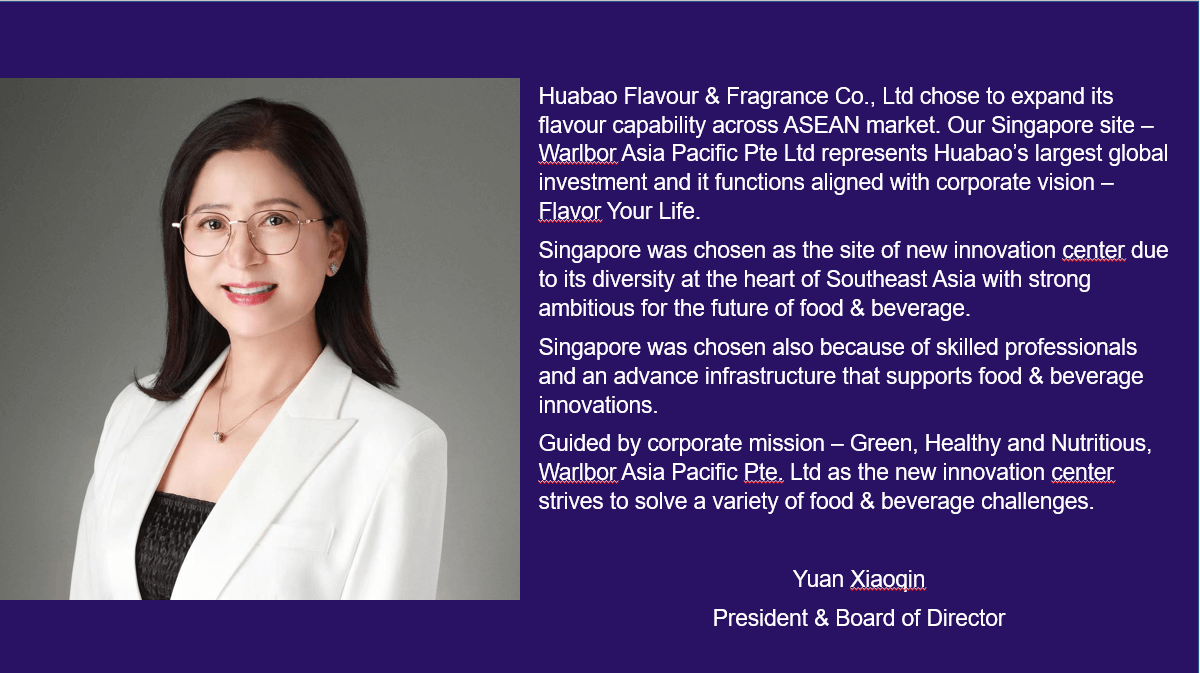 Huabao Flavour & Fragrance Co., Ltd chose to expand its
flavour capability across ASEAN market. Our Singapore site –
Warlbor Asia Pacific Pte Ltd represents Huabao’s largest global
investment and it functions aligned with corporate vision –
Flavor Your Life.
Singapore was chosen as the site of new innovation center due
to its diversity at the heart of Southeast Asia with strong
ambitious for the future of food & beverage.
Singapore was chosen also because of skilled professionals
and an advance infrastructure that supports food & beverage
innovations.
Guided by corporate mission – Green, Healthy and Nutritious,
Warlbor Asia Pacific Pte. Ltd as the new innovation center
strives to solve a variety of food & beverage challenges.
Yuan Xiaoqin
President & Board of Director